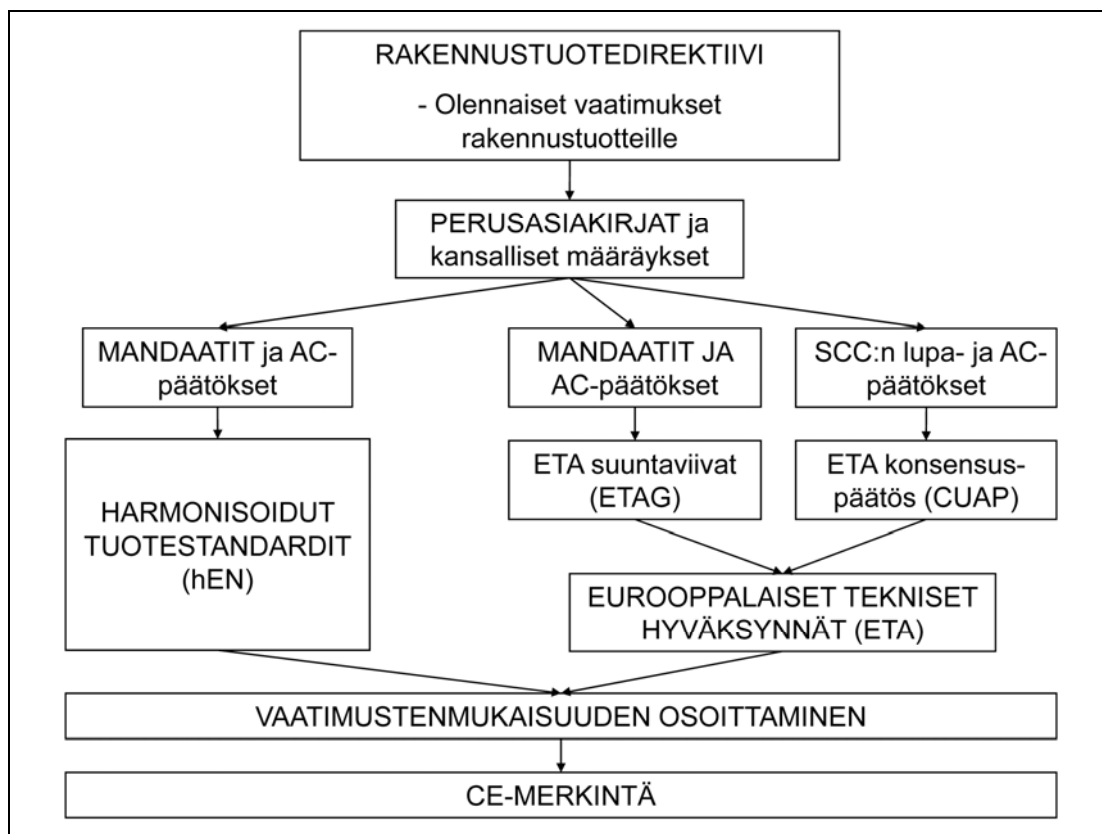 RAKENNUSTUOTEDIREKTIIVI
- Olennaiset vaatimukset
rakennustuotteille
PERUSASIAKIRJAT ja
kansalliset määräykset
MANDAATIT ja AC-
päätökset
MANDAATIT JA
AC-päätökset
SCC:n lupa- ja AC-
päätökset
HARMONISOIDUT
TUOTESTANDARDIT
(hEN)
ETA suuntaviivat
(ETAG)
ETA konsensus-
päätös (CUAP)
EUROOPPALAISET TEKNISET
HYVÄKSYNNÄT (ETA)
VAATIMUSTENMUKAISUUDEN OSOITTAMINEN
CE-MERKINTÄ